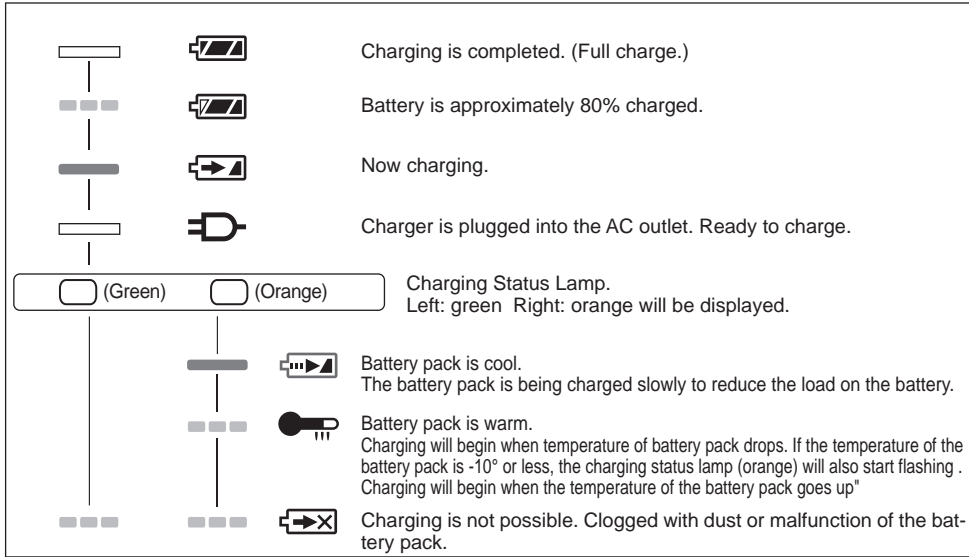 Charging is completed. (Full charge.)
Battery is approximately 80% charged.
Now charging.
Charger is plugged into the AC outlet. Ready to charge.
(Green) (Orange)
Charging Status Lamp.
Left: green Right: orange will be displayed.
Battery pack is cool.
The battery pack is being charged slowly to reduce the load on the battery.
Battery pack is warm.
Charging will begin when temperature of battery pack drops. If the temperature of the
battery pack is -10° or less, the charging status lamp (orange) will also start flashing .
Charging will begin when the temperature of the battery pack goes up"
Charging is not possible. Clogged with dust or malfunction of the bat-
tery pack.